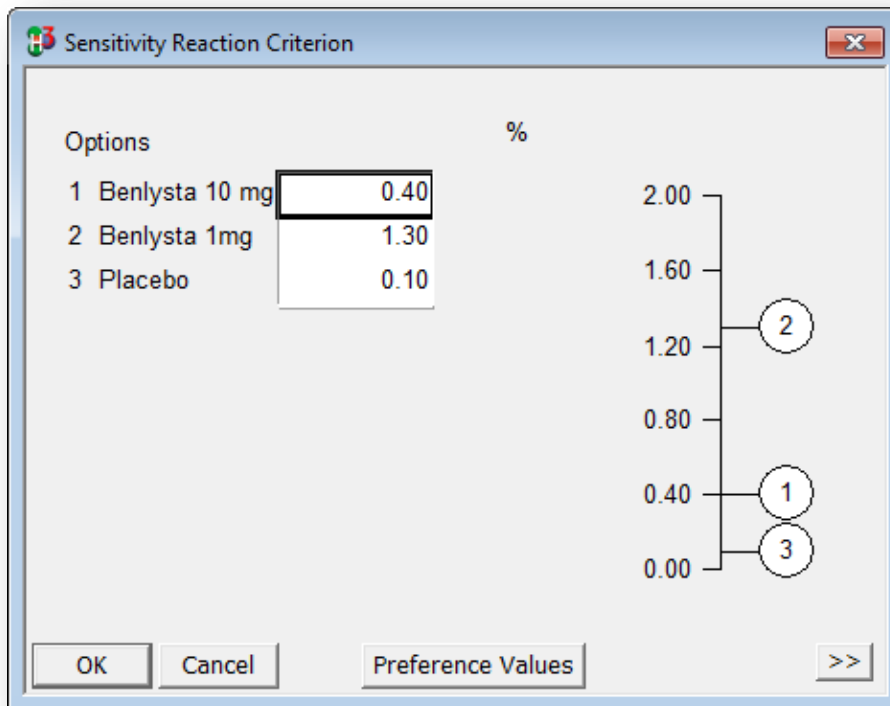 Sensitivity Reaction Criterion
Options %
1 Benlysta 10 mg 0.40
2 Benlysta 1mg 1.30
3 Placebo 0.10
2.00
1.60
1.20
0.80
0.40
0.00
2
1
3
OK Cancel Preference Values >>